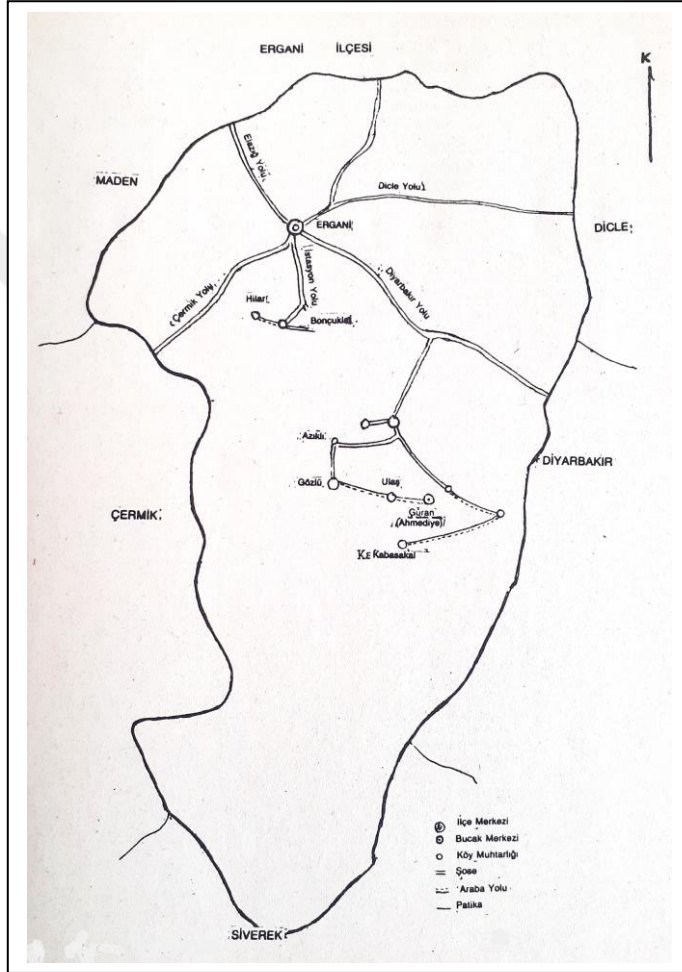 ERGANİ İLÇESİ
K
MADEN
Elazığ Yolu
Dicle Yolu
ERGANİ
DİCLE
İstasyon Yolu
Diyarbakır Yolu
Çermik Yolu
Hilar
Bonçuklu
Azıklı
DİYARBAKIR
Gözlü
Ulaş
Güran
(Ahmediye)
ÇERMİK
KE Kabasakal
İlçe Merkezi
Bucak Merkezi
Köy Muhtarlığı
Şose
Araba Yolu
Patika
SİVEREK